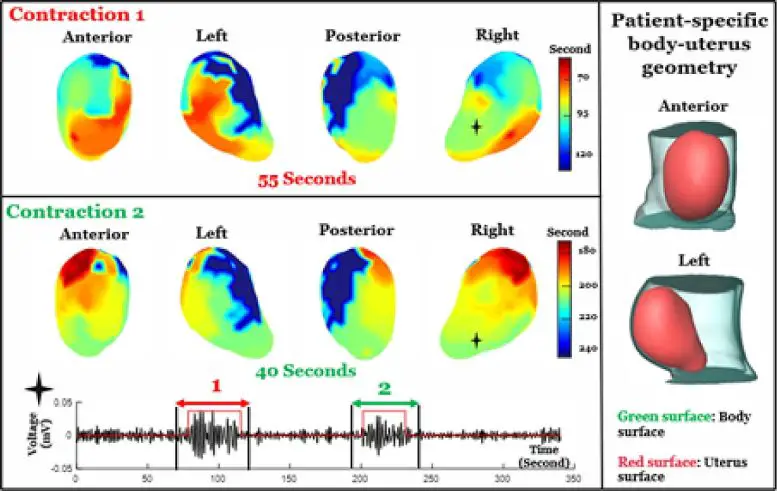 Contraction 1
Anterior
Left
Posterior
Right
Second
70
95
120
55 Seconds
Contraction 2
Anterior
Left
Posterior
Right
Second
180
200
220
240
40 Seconds
1
2
Voltage
(mV)
0.05
0
-0.05
0
50
100
150
200
250
300
350
Time
(Second)
Patient-specific
body-uterus
geometry
Anterior
Left
Green surface: Body
surface
Red surface: Uterus
surface